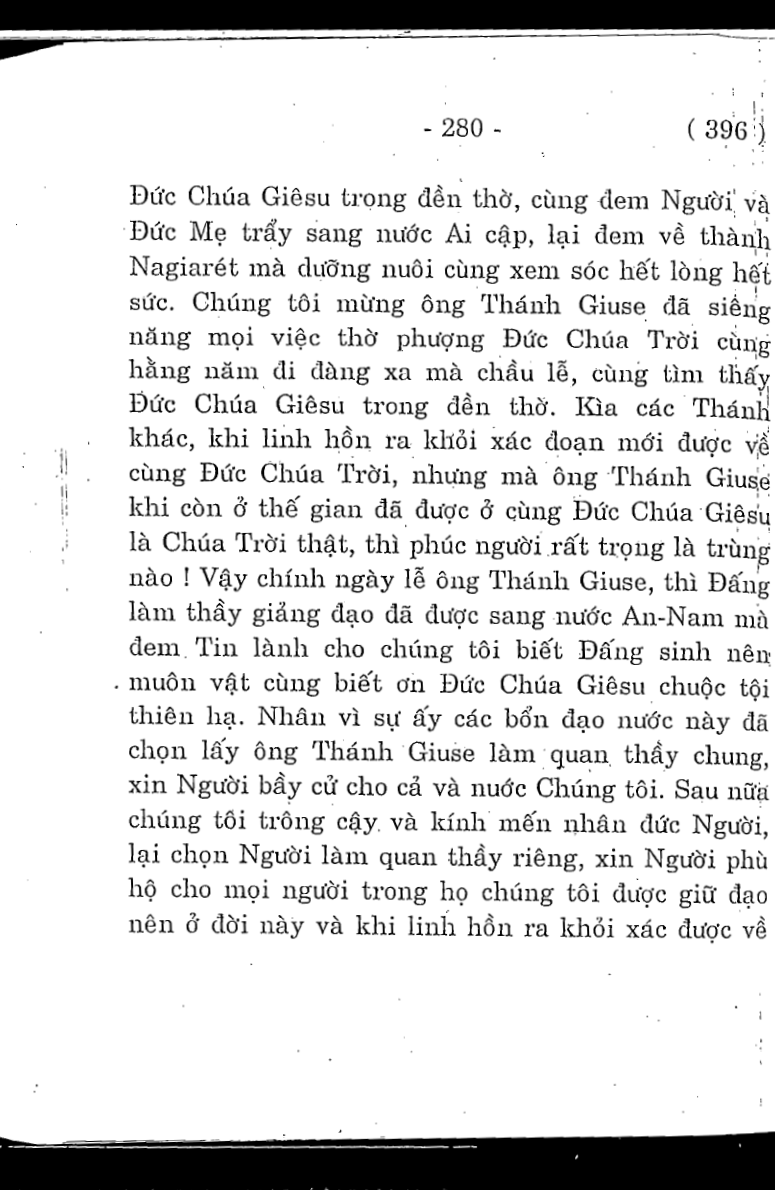 - 280 - ( 396 )
Đức Chúa Giêsu trong đền thờ, cùng đem Người và
Đức Mẹ trẩy sang nước Ai cập, lại đem về thành
Nagiarét mà dưỡng nuôi cùng xem sóc hết lòng hết
sức. Chúng tôi mừng ông Thánh Giuse đã siêng
năng mọi việc thờ phượng Đức Chúa Trời cùng
hằng năm đi đàng xa mà chầu lễ, cùng tìm thấy
Đức Chúa Giêsu trong đền thờ. Kìa các Thánh
khác, khi linh hồn ra khỏi xác đoạn mới được về
cùng Đức Chúa Trời, nhưng mà ông Thánh Giuse
khi còn ở thế gian đã được ở cùng Đức Chúa Giêsu
là Chúa Trời thật, thì phúc người rất trọng là trùng
nào ! Vậy chính ngày lễ ông Thánh Giuse, thì Đấng
làm thầy giảng đạo đã được sang nước An-Nam mà
đem Tin lành cho chúng tôi biết Đấng sinh nên
muôn vật cùng biết ơn Đức Chúa Giêsu chuộc tội
thiên hạ. Nhân vì sự ấy các bổn đạo nước này đã
chọn lấy ông Thánh Giuse làm quan thầy chung,
xin Người bầy cử cho cả và nuớc Chúng tôi. Sau nữa
chúng tôi trông cậy và kính mến nhân đức Người,
lại chọn Người làm quan thầy riêng, xin Người phù
hộ cho mọi người trong họ chúng tôi được giữ đạo
nên ở đời này và khi linh hồn ra khỏi xác được về